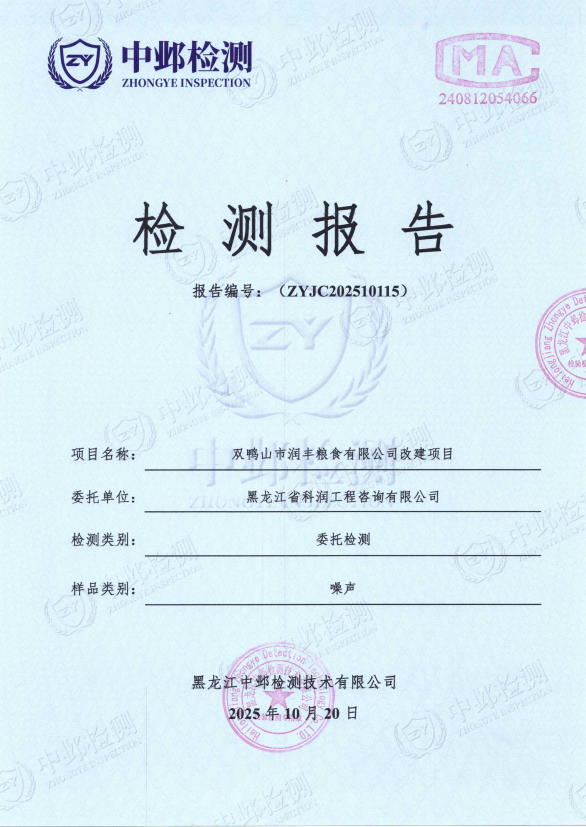 ZY
中邺检测
ZHONGYE INSPECTION
MA
240812054066
检测报告
报告编号：（ZYJC202510115）
项目名称： 双鸭山市润丰粮食有限公司改建项目
委托单位： 黑龙江省科润工程咨询有限公司
检测类别： 委托检测
样品类别： 噪声
黑龙江中邺检测技术有限公司
2025 年 10 月 20 日